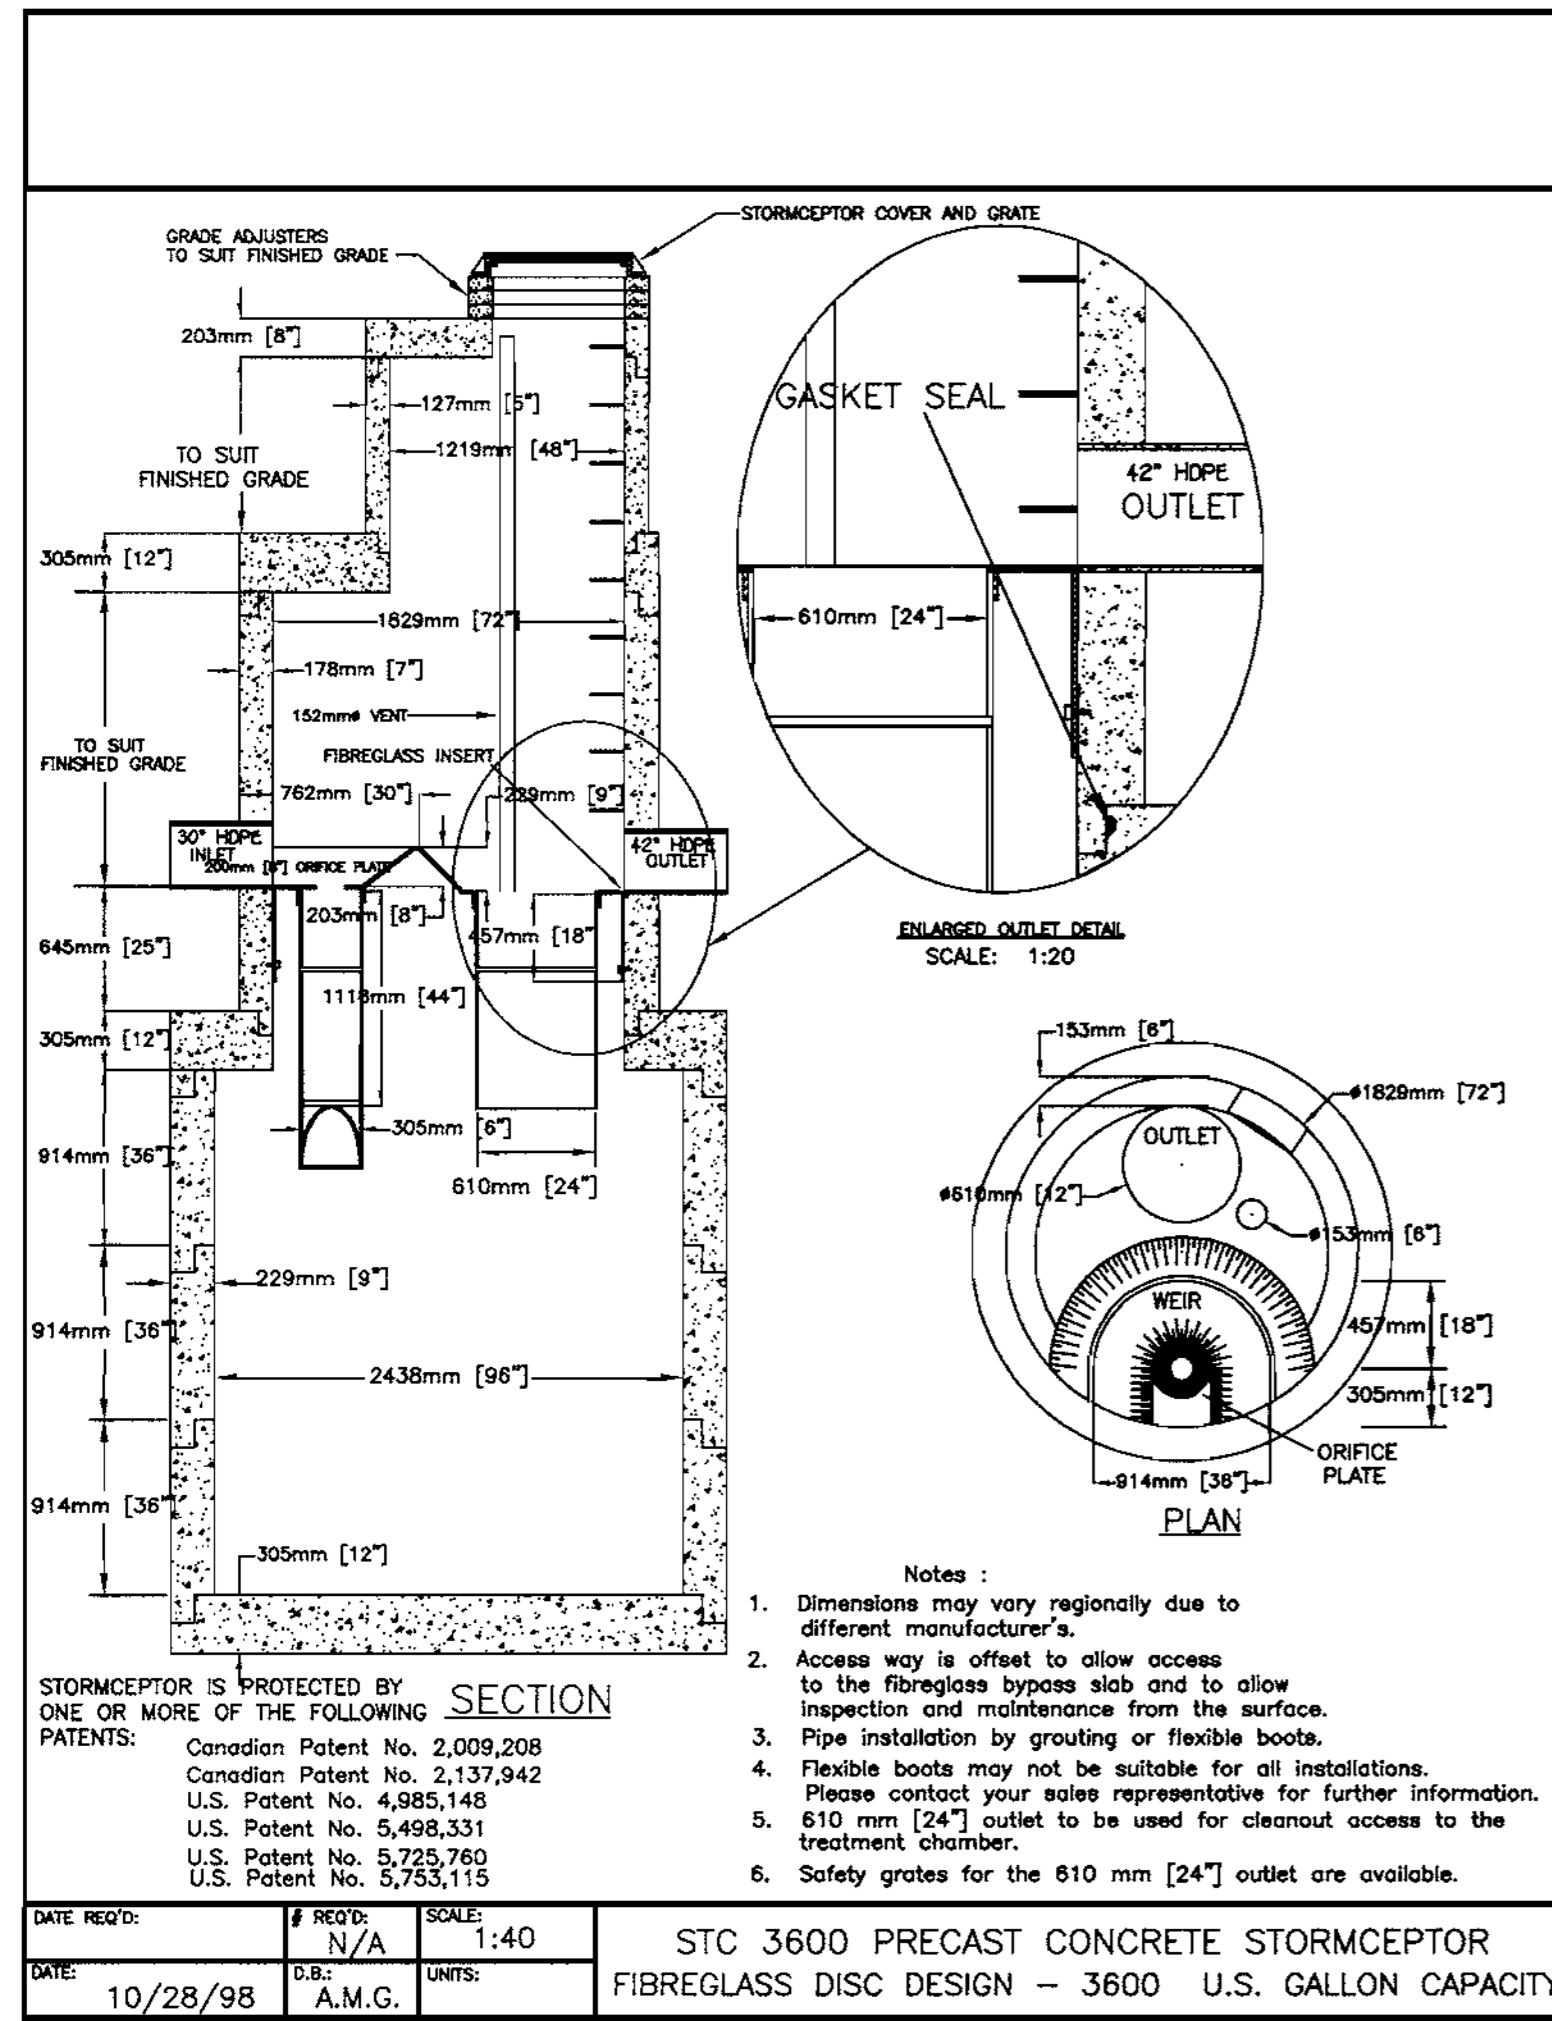 STORMCEPTOR COVER AND GRATE
GRADE ADJUSTERS
TO SUIT FINISHED GRADE
203mm [8"]
127mm [5"]
1219mm [48"]
TO SUIT
FINISHED GRADE
305mm [12"]
1829mm [72"]
178mm [7"]
152mmø VENT
TO SUIT
FINISHED GRADE
FIBREGLASS INSERT
762mm [30"]
229mm [9"]
30" HDPE
INLET
200mm [8"] ORIFICE PLATE
42" HDPE
OUTLET
203mm [8"]
457mm [18"
645mm [25"]
1118mm [44"]
305mm [12"]
305mm [6"]
914mm [36"
610mm [24"]
229mm [9"]
914mm [36"
2438mm [96"]
914mm [36"
305mm [12"]
GASKET SEAL
42" HDPE
OUTLET
610mm [24"]
ENLARGED OUTLET DETAIL
SCALE: 1:20
153mm [6"]
ø1829mm [72"]
OUTLET
ø610mm [12"]
ø153mm [6"]
WEIR
457mm [18"]
305mm [12"]
ORIFICE
PLATE
914mm [36"]
PLAN
SECTION
STORMCEPTOR IS PROTECTED BY
ONE OR MORE OF THE FOLLOWING
PATENTS:
Canadian Patent No. 2,009,208
Canadian Patent No. 2,137,942
U.S. Patent No. 4,985,148
U.S. Patent No. 5,498,331
U.S. Patent No. 5,725,760
U.S. Patent No. 5,753,115
Notes :
1. Dimensions may vary regionally due to
different manufacturer's.
2. Access way is offset to allow access
to the fibreglass bypass slab and to allow
inspection and maintenance from the surface.
3. Pipe installation by grouting or flexible boots.
4. Flexible boots may not be suitable for all installations.
Please contact your sales representative for further information.
5. 610 mm [24"] outlet to be used for cleanout access to the
treatment chamber.
6. Safety grates for the 610 mm [24"] outlet are available.
DATE REQ'D:
# REQ'D:
N/A
SCALE:
1:40
DATE:
10/28/98
D.B.:
A.M.G.
UNITS:
STC 3600 PRECAST CONCRETE STORMCEPTOR
FIBREGLASS DISC DESIGN – 3600 U.S. GALLON CAPACITY